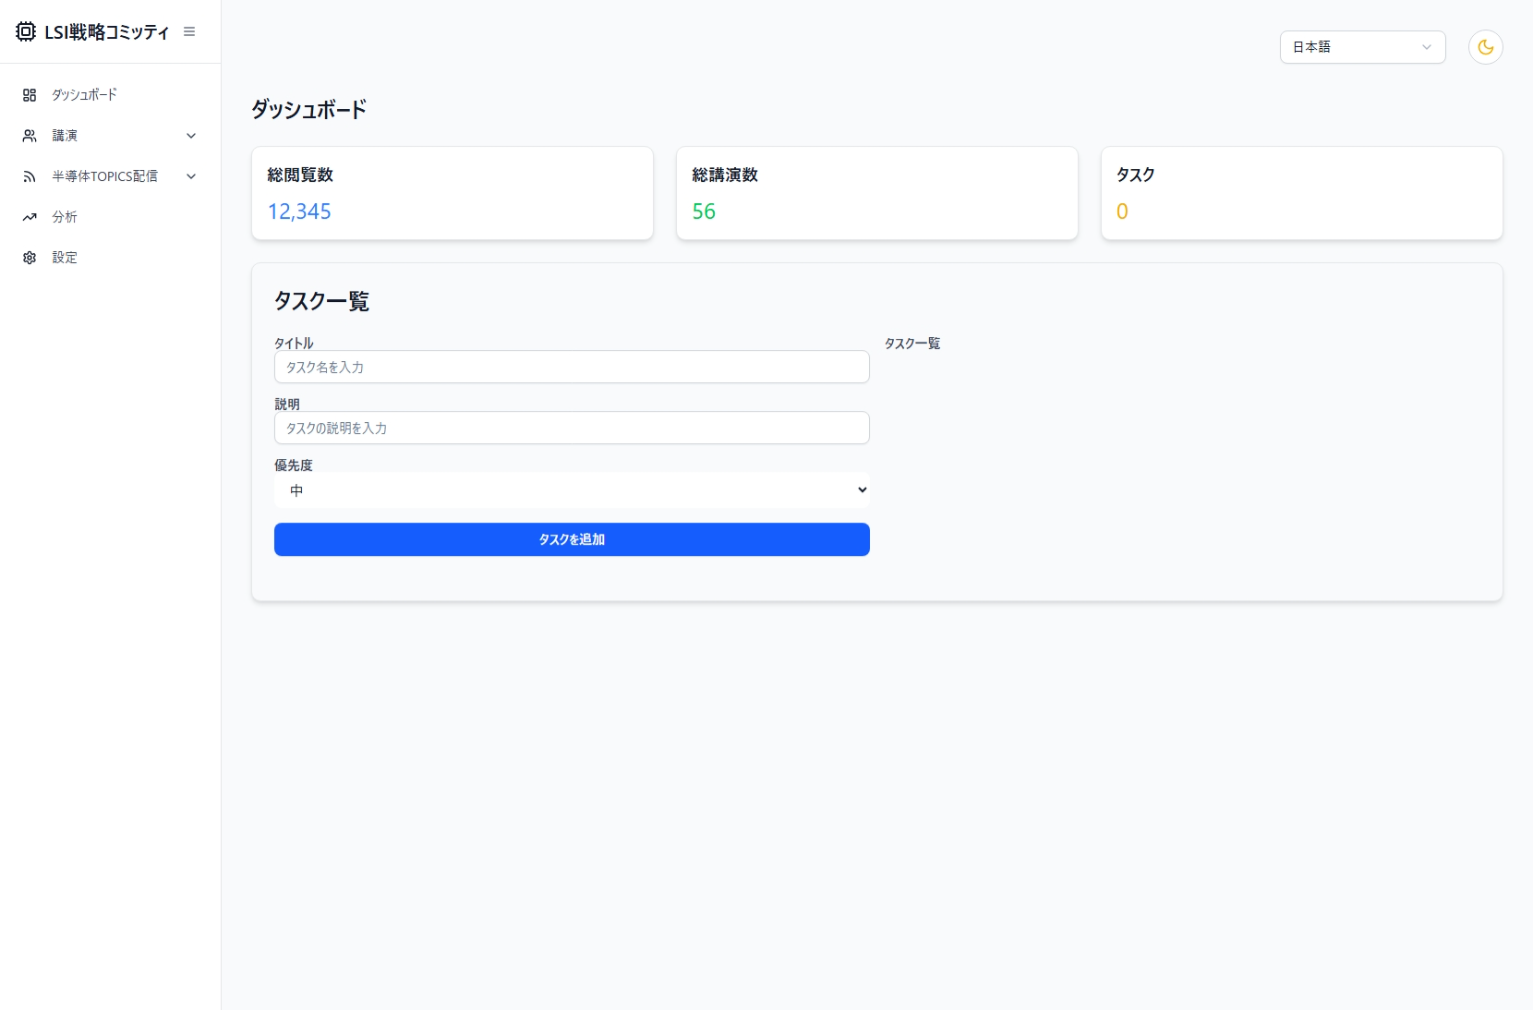 LSI戦略コミッティ
日本語
ダッシュボード
講演
半導体TOPICS配信
分析
設定
ダッシュボード
総閲覧数
12,345
総講演数
56
タスク
0
タスク一覧
タイトル
タスク名を入力
説明
タスクの説明を入力
優先度
中
タスクを追加
タスク一覧